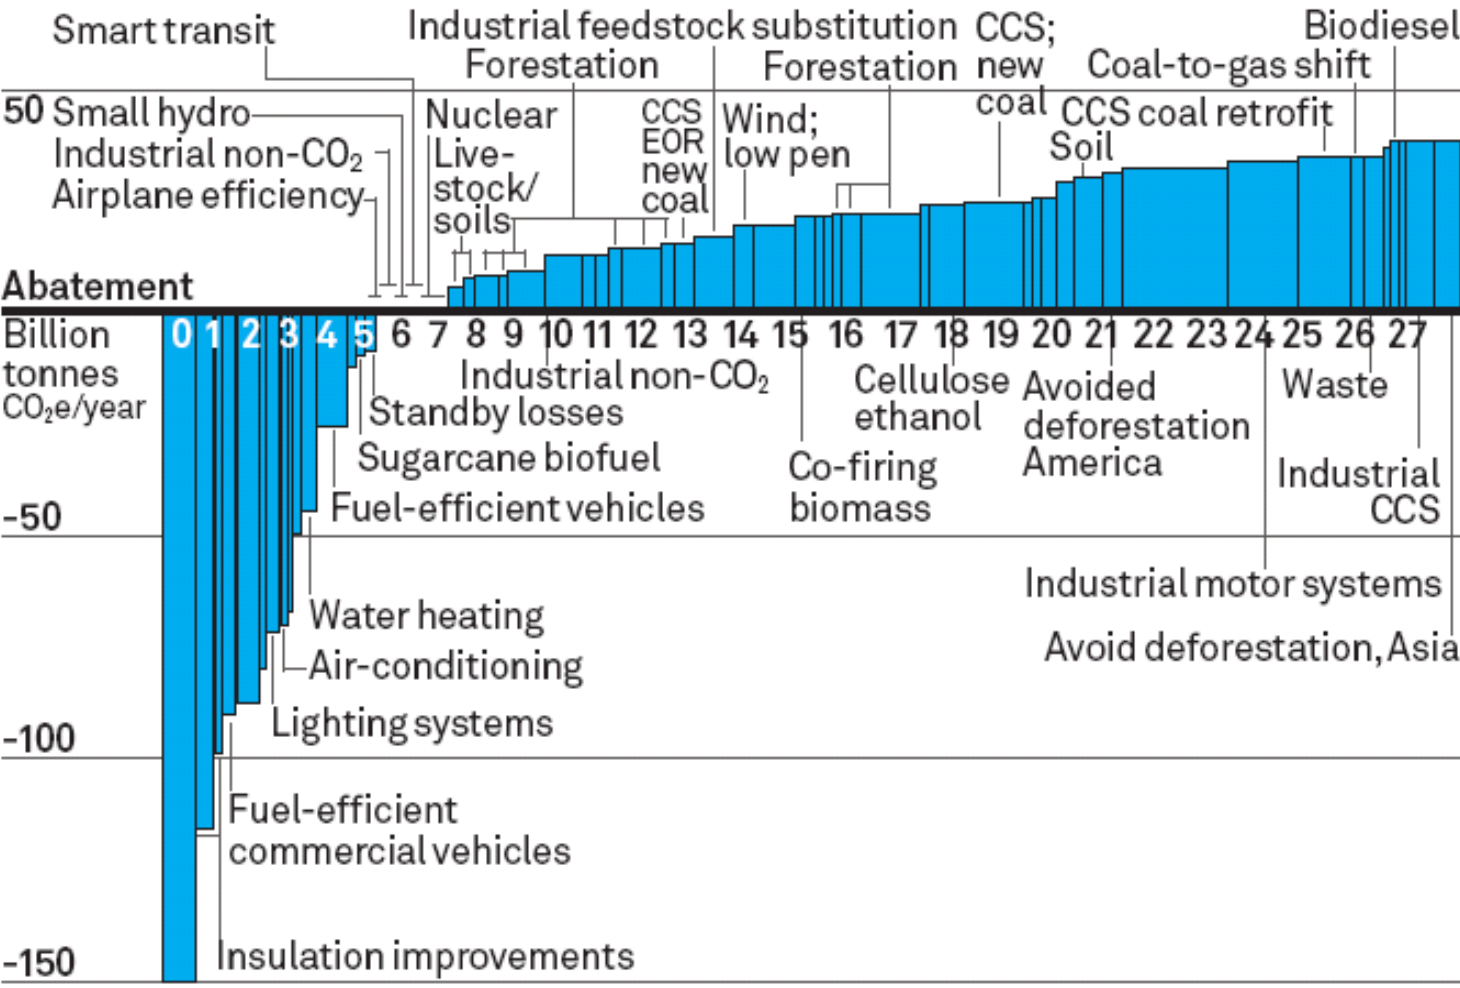 Smart transit
Industrial feedstock substitution
CCS;
new
coal
Biodiesel
Forestation
Forestation
Coal-to-gas shift
50
Small hydro
Nuclear
CCS
EOR
new
coal
Wind;
low pen
CCS coal retrofit
Industrial non-CO₂
Live-
stock/
soils
Soil
Airplane efficiency
Abatement
Billion
tonnes
CO₂e/year
0 1 2 3 4 5 6 7 8 9 10 11 12 13 14 15 16 17 18 19 20 21 22 23 24 25 26 27
Industrial non-CO₂
Cellulose
ethanol
Avoided
deforestation
America
Waste
Standby losses
Sugarcane biofuel
Co-firing
biomass
Industrial
CCS
Fuel-efficient vehicles
-50
Industrial motor systems
Water heating
Avoid deforestation, Asia
Air-conditioning
Lighting systems
-100
Fuel-efficient
commercial vehicles
Insulation improvements
-150